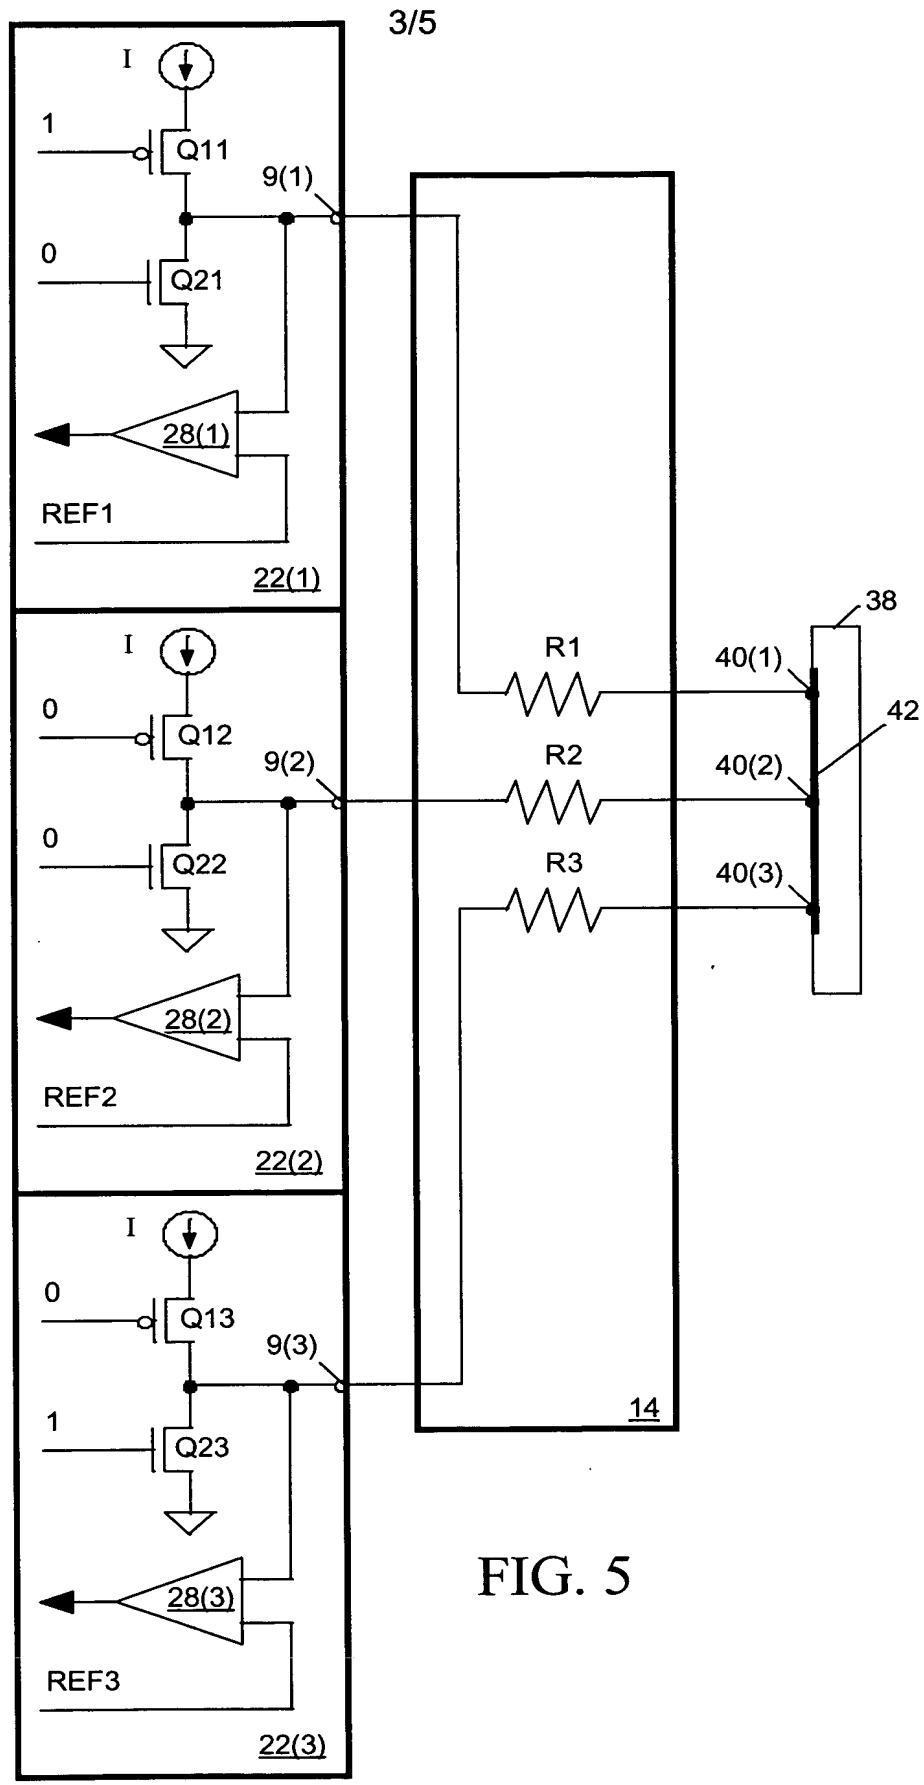 3/5
I
1
Q11
9(1)
0
Q21
28(1)
REF1
22(1)
I
0
Q12
9(2)
0
Q22
28(2)
REF2
22(2)
I
0
Q13
9(3)
1
Q23
28(3)
REF3
22(3)
R1
R2
R3
14
38
40(1)
42
40(2)
40(3)
FIG. 5